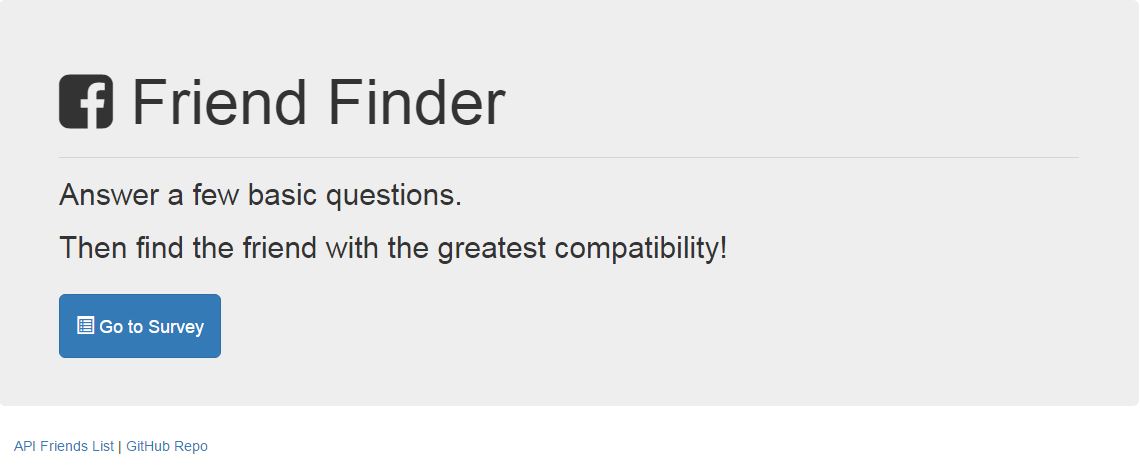 Friend Finder
Answer a few basic questions.
Then find the friend with the greatest compatibility!
Go to Survey
API Friends List | GitHub Repo